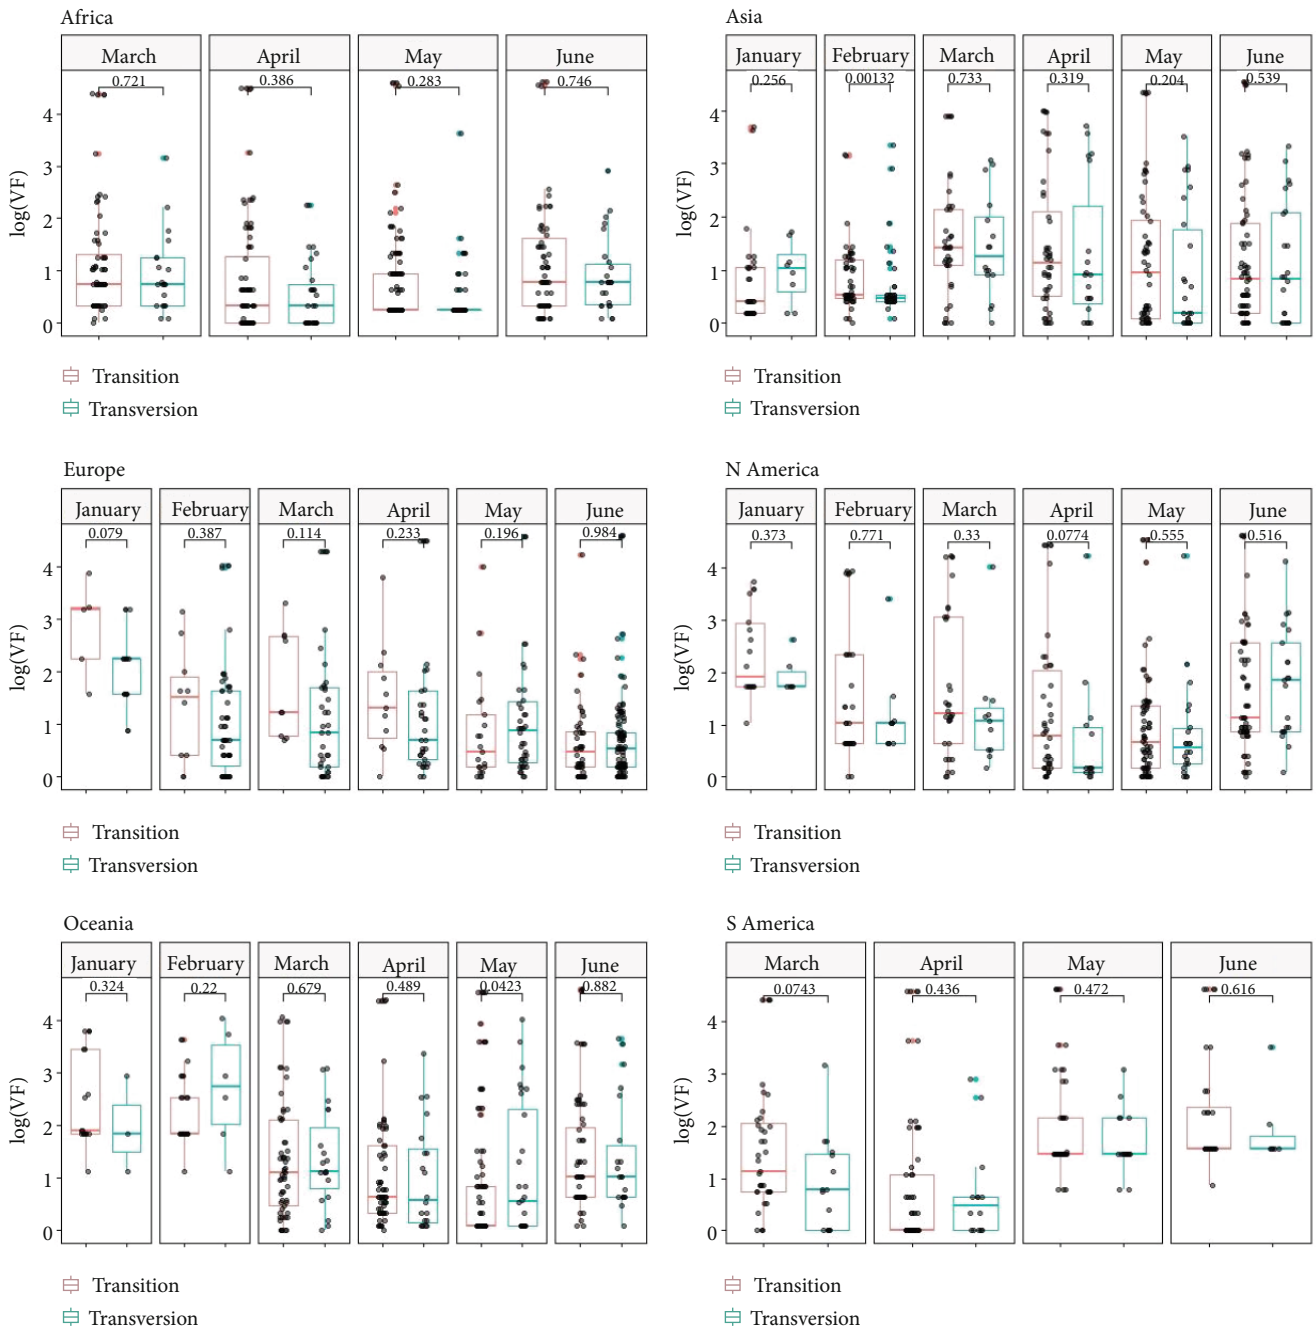 Africa
March April May June
0.721 0.386 0.283 0.746
log(VF)
4
3
2
1
0
Transition
Transversion
Asia
January February March April May June
0.256 0.00132 0.733 0.319 0.204 0.539
log(VF)
4
3
2
1
0
Transition
Transversion
Europe
January February March April May June
0.079 0.387 0.114 0.233 0.196 0.984
log(VF)
4
3
2
1
0
Transition
Transversion
N America
January February March April May June
0.373 0.771 0.33 0.0774 0.555 0.516
log(VF)
4
3
2
1
0
Transition
Transversion
Oceania
January February March April May June
0.324 0.22 0.679 0.489 0.0423 0.882
log(VF)
4
3
2
1
0
Transition
Transversion
S America
March April May June
0.0743 0.436 0.472 0.616
log(VF)
4
3
2
1
0
Transition
Transversion